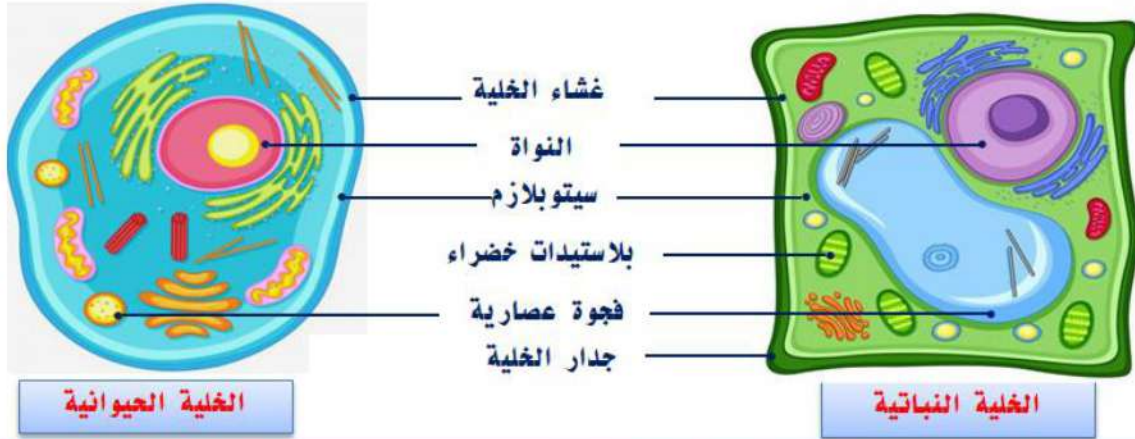 غشاء الخلية
النواة
سيتوبلازم
بلاستيدات خضراء
فجوة عصارية
جدار الخلية
الخلية النباتية
الخلية الحيوانية